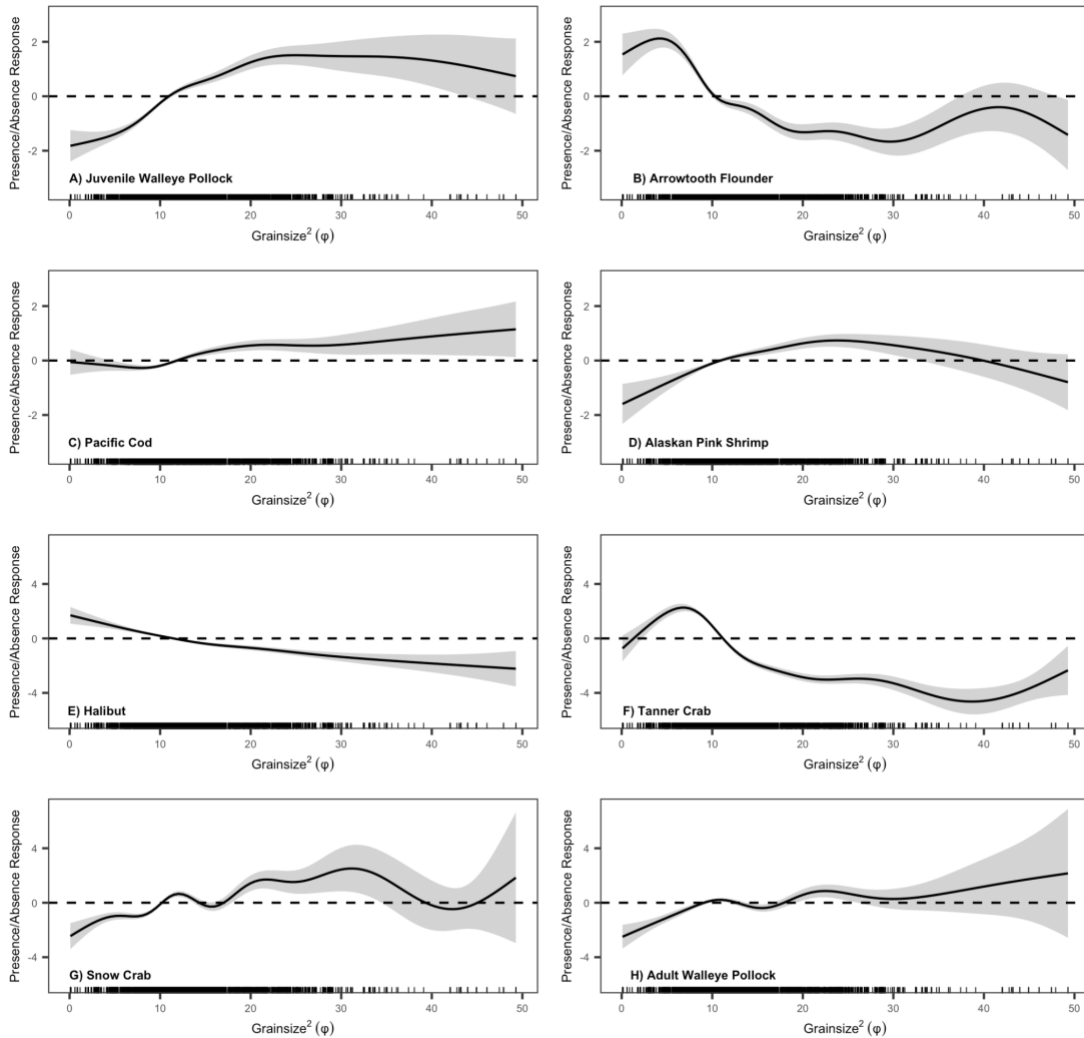 Presence/Absence Response
2
0
-2
A) Juvenile Walleye Pollock
0 10 20 30 40 50
Grainsize² (φ)
Presence/Absence Response
2
0
-2
B) Arrowtooth Flounder
0 10 20 30 40 50
Grainsize² (φ)
Presence/Absence Response
2
0
-2
C) Pacific Cod
0 10 20 30 40 50
Grainsize² (φ)
Presence/Absence Response
2
0
-2
D) Alaskan Pink Shrimp
0 10 20 30 40 50
Grainsize² (φ)
Presence/Absence Response
4
0
-4
E) Halibut
0 10 20 30 40 50
Grainsize² (φ)
Presence/Absence Response
4
0
-4
F) Tanner Crab
0 10 20 30 40 50
Grainsize² (φ)
Presence/Absence Response
4
0
-4
G) Snow Crab
0 10 20 30 40 50
Grainsize² (φ)
Presence/Absence Response
4
0
-4
H) Adult Walleye Pollock
0 10 20 30 40 50
Grainsize² (φ)